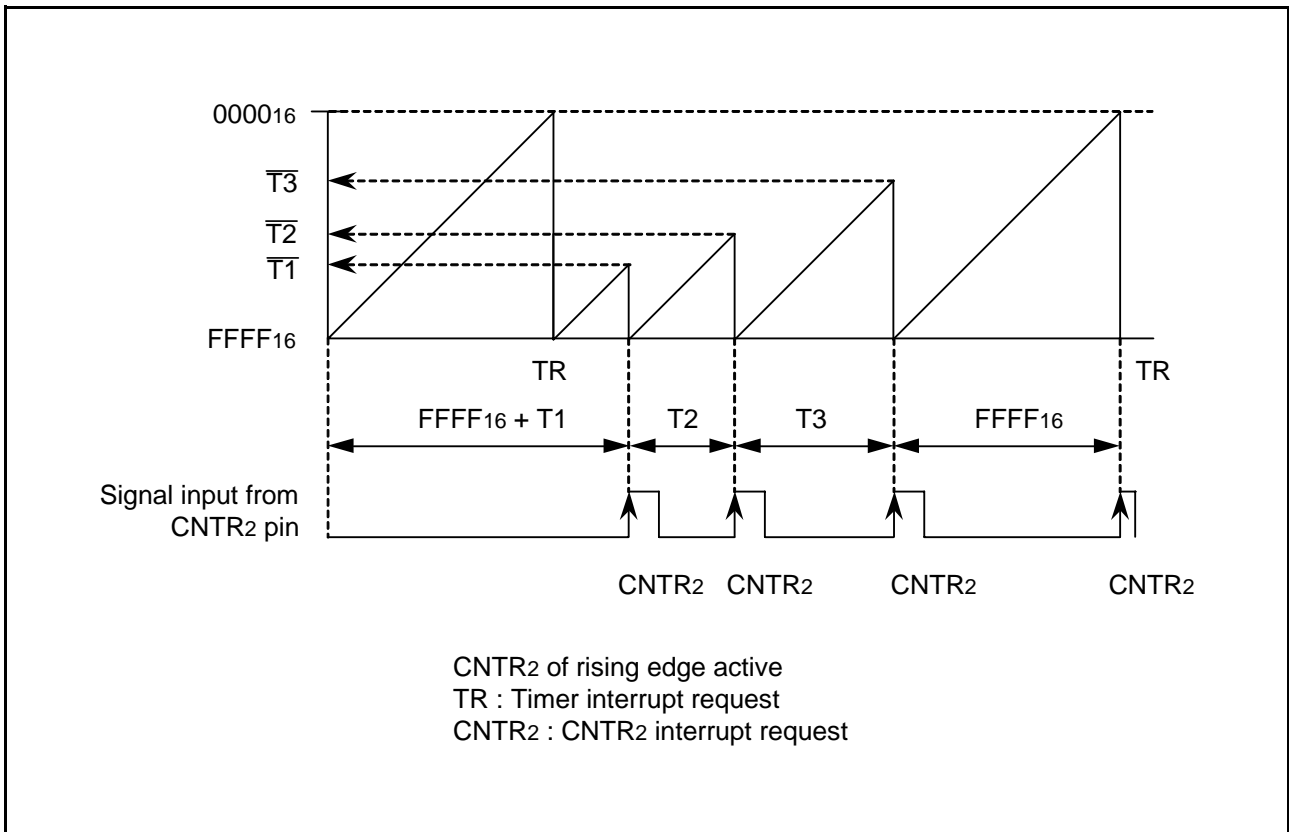 000016
T3
T2
T1
FFFF16
TR
TR
FFFF16 + T1
T2
T3
FFFF16
Signal input from
CNTR2 pin
CNTR2
CNTR2
CNTR2
CNTR2
CNTR2 of rising edge active
TR : Timer interrupt request
CNTR2 : CNTR2 interrupt request